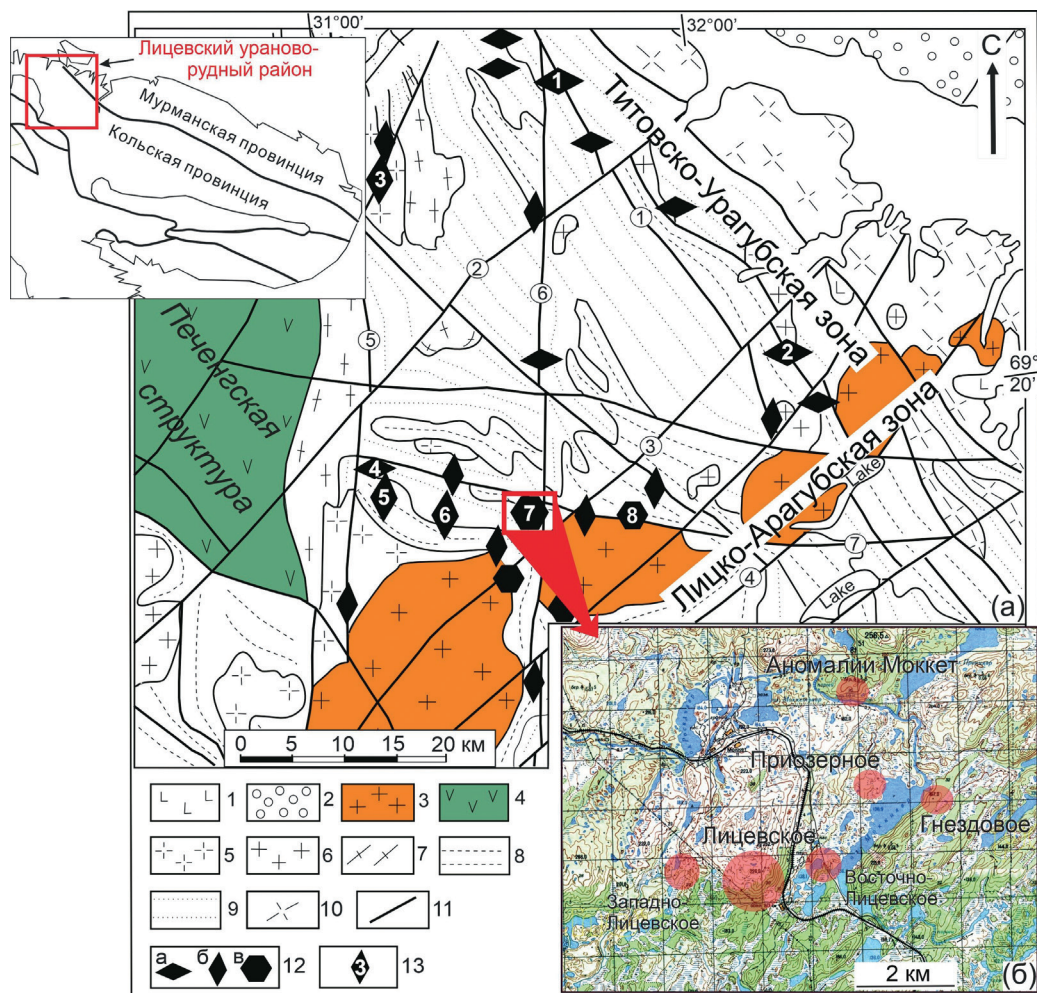 31°00'
32°00'
Лицевский ураново-
рудный район
Мурманская провинция
Кольская провинция
С
1
3
Титовско-Урагубская зона
1
2
6
5
2
69°
20'
Печенгская
структура
3
Lake
4
5
6
7
8
Лицко-Арагубская зона
7
4
Lake
(а)
0 5 10 15 20 км
258,5
Аномалии Моккет
Приозерное
Гнездовое
Лицевское
Восточно-
Лицевское
Западно-
Лицевское
2 км
(б)
1
2
3
4
5
6
7
8
9
10
11
а
б
в
12
3
13